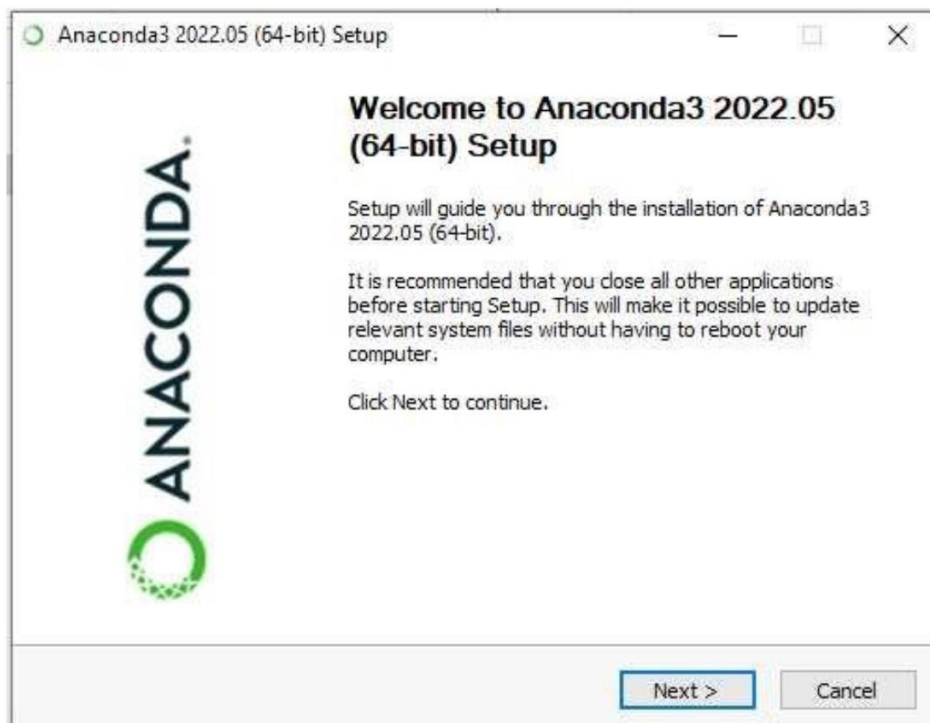 Anaconda3 2022.05 (64-bit) Setup
ANACONDA.
Welcome to Anaconda3 2022.05
(64-bit) Setup
Setup will guide you through the installation of Anaconda3
2022.05 (64-bit).
It is recommended that you close all other applications
before starting Setup. This will make it possible to update
relevant system files without having to reboot your
computer.
Click Next to continue.
Next >
Cancel